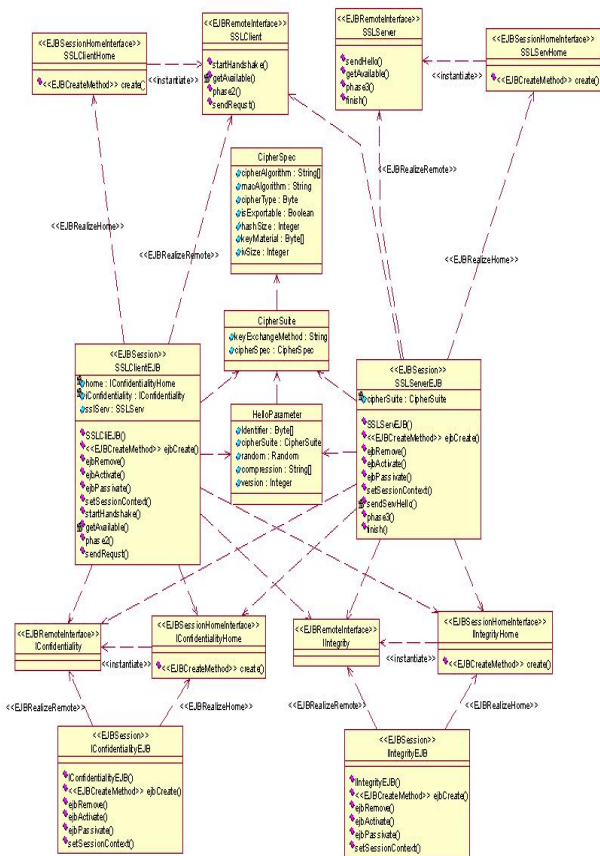 <<EJBSessionHomeInterface>>
SSLClientHome
<<EJBCreateMethod>> create()
<<instantiate>>
<<EJBRemoteInterface>>
SSLClient
startHandshake()
getAvailable()
phase2()
sendRequst()
<<EJBRemoteInterface>>
SSLServer
sendHello()
getAvailable()
phase3()
finish()
<<instantiate>>
<<EJBSessionHomeInterface>>
SSLServHome
<<EJBCreateMethod>> create()
CipherSpec
cipherAlgorithm : String[]
macAlgorithm : String
cipherType : Byte
isExportable : Boolean
hashSize : Integer
keyMaterial : Byte[]
ivSize : Integer
<<EJBRealizeRemote>>
<<EJBRealizeHome>>
<<EJBRealizeRemote>>
<<EJBRealizeHome>>
CipherSuite
keyExchangeMethod : String
cipherSpec : CipherSpec
<<EJBSession>>
SSLClientEJB
home : IConfidentialityHome
iConfidentiality : IConfidentiality
sslServ : SSLServ
SSLCliEJB()
<<EJBCreateMethod>> ejbCreate()
ejbRemove()
ejbActivate()
ejbPassivate()
setSessionContext()
startHandshake()
getAvailable()
phase2()
sendRequst()
HelloParameter
Identifier : Byte[]
cipherSuite : CipherSuite
random : Random
compression : String[]
version : Integer
<<EJBSession>>
SSLServerEJB
cipherSuite : CipherSuite
SSLServEJB()
<<EJBCreateMethod>> ejbCreate()
ejbRemove()
ejbActivate()
ejbPassivate()
setSessionContext()
sendServHello()
phase3()
finish()
<<EJBRemoteInterface>>
IConfidentiality
<<instantiate>>
<<EJBSessionHomeInterface>>
IConfidentialityHome
<<EJBCreateMethod>> create()
<<EJBRemoteInterface>>
IIntegrity
<<instantiate>>
<<EJBSessionHomeInterface>>
IIntegrityHome
<<EJBCreateMethod>> create()
<<EJBRealizeRemote>>
<<EJBRealizeHome>>
<<EJBRealizeRemote>>
<<EJBRealizeHome>>
<<EJBSession>>
IConfidentialityEJB
IConfidentialityEJB()
<<EJBCreateMethod>> ejbCreate()
ejbRemove()
ejbActivate()
ejbPassivate()
setSessionContext()
<<EJBSession>>
IIntegrityEJB
IIntegrityEJB()
<<EJBCreateMethod>> ejbCreate()
ejbRemove()
ejbActivate()
ejbPassivate()
setSessionContext()